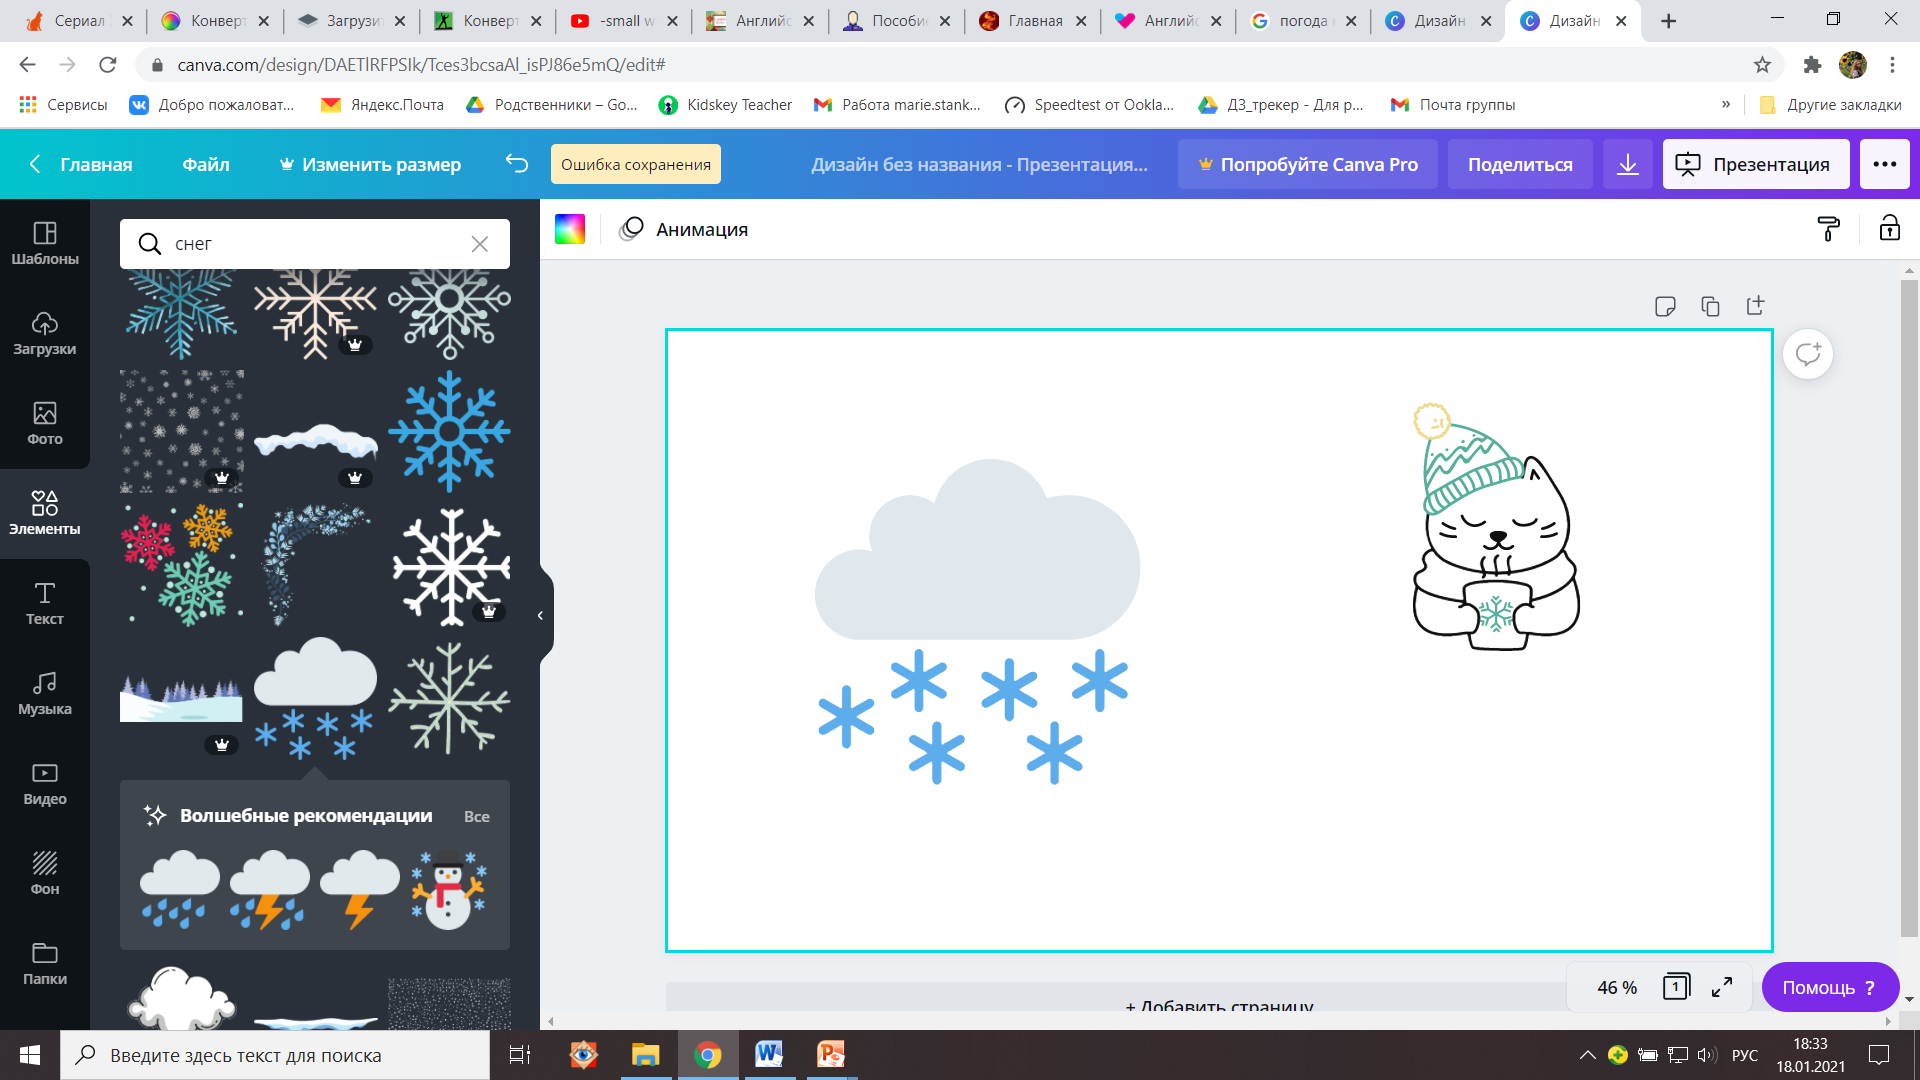 Сериал
Конверт
Загрузи
Конверт
-small w
Английс
Пособие
Главная
Английс
погода
Дизайн
Дизайн
canva.com/design/DAETlRFPSIk/Tces3bcsaAl_isPJ86e5mQ/edit#
Сервисы
Добро пожаловат...
Яндекс.Почта
Родственники – Go...
Kidskey Teacher
Работа marie.stank...
Speedtest от Ookla...
ДЗ_трекер - Для р...
Почта группы
»
Другие закладки
Главная
Файл
Изменить размер
Ошибка сохранения
Дизайн без названия - Презентация...
Попробуйте Canva Pro
Поделиться
Презентация
снег
Анимация
Шаблоны
Загрузки
Фото
Элементы
Текст
Музыка
Видео
Фон
Папки
Волшебные рекомендации
Все
+ Добавить страницу
46 %
1
Помощь ?
Введите здесь текст для поиска
РУС
18:33
18.01.2021